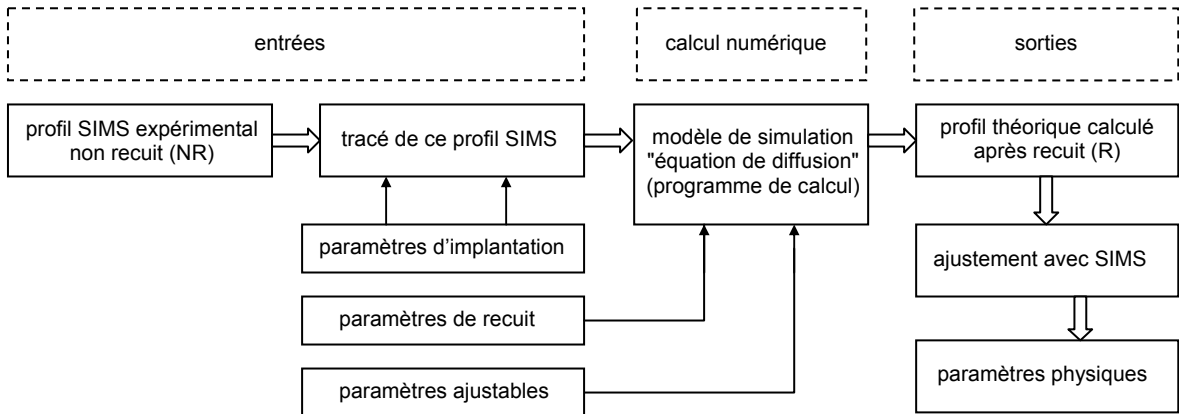 entrées
calcul numérique
sorties
profil SIMS expérimental
non recuit (NR)
tracé de ce profil SIMS
modèle de simulation
"équation de diffusion"
(programme de calcul)
profil théorique calculé
après recuit (R)
paramètres d’implantation
ajustement avec SIMS
paramètres de recuit
paramètres ajustables
paramètres physiques